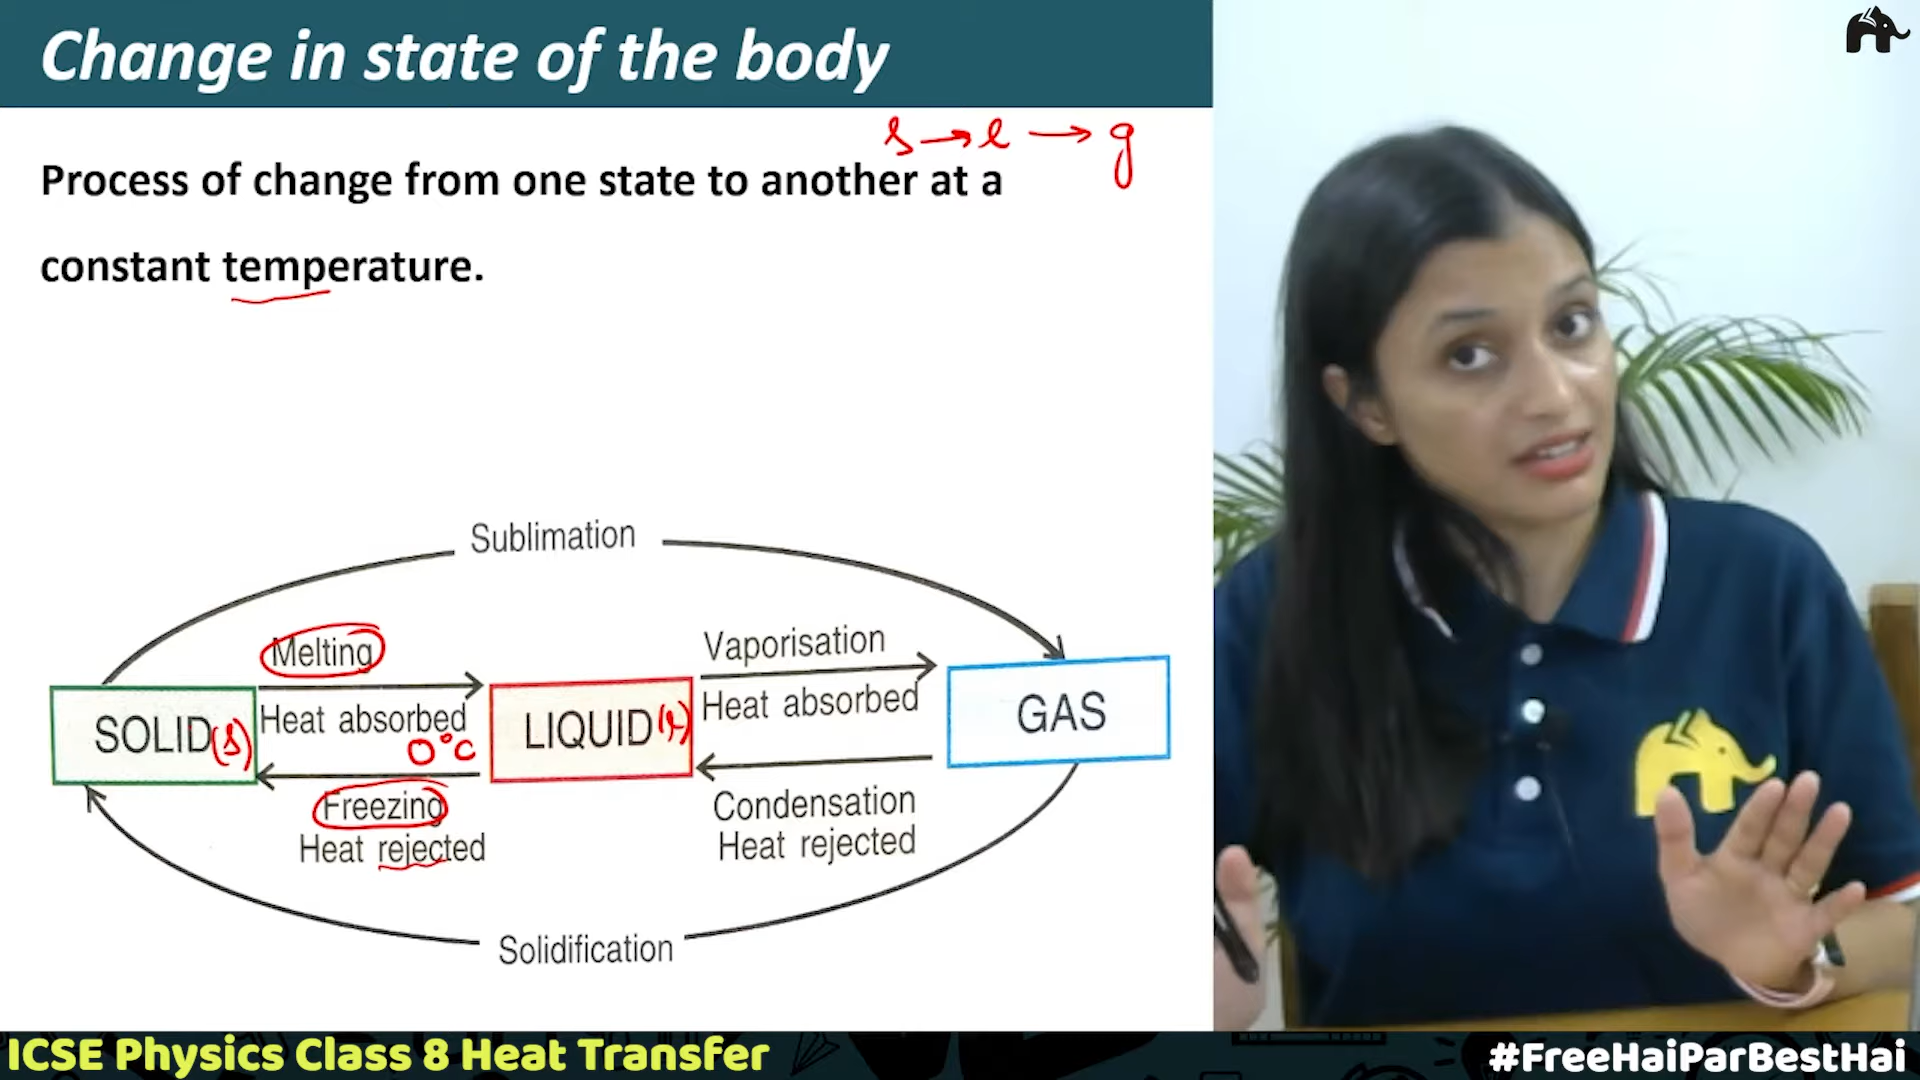 Change in state of the body
s → l → g
Process of change from one state to another at a
constant temperature.
Sublimation
Melting
Vaporisation
SOLID (s)
Heat absorbed
LIQUID (l)
Heat absorbed
GAS
0°C
Freezing
Condensation
Heat rejected
Heat rejected
Solidification
ICSE Physics Class 8 Heat Transfer
#FreeHaiParBestHai